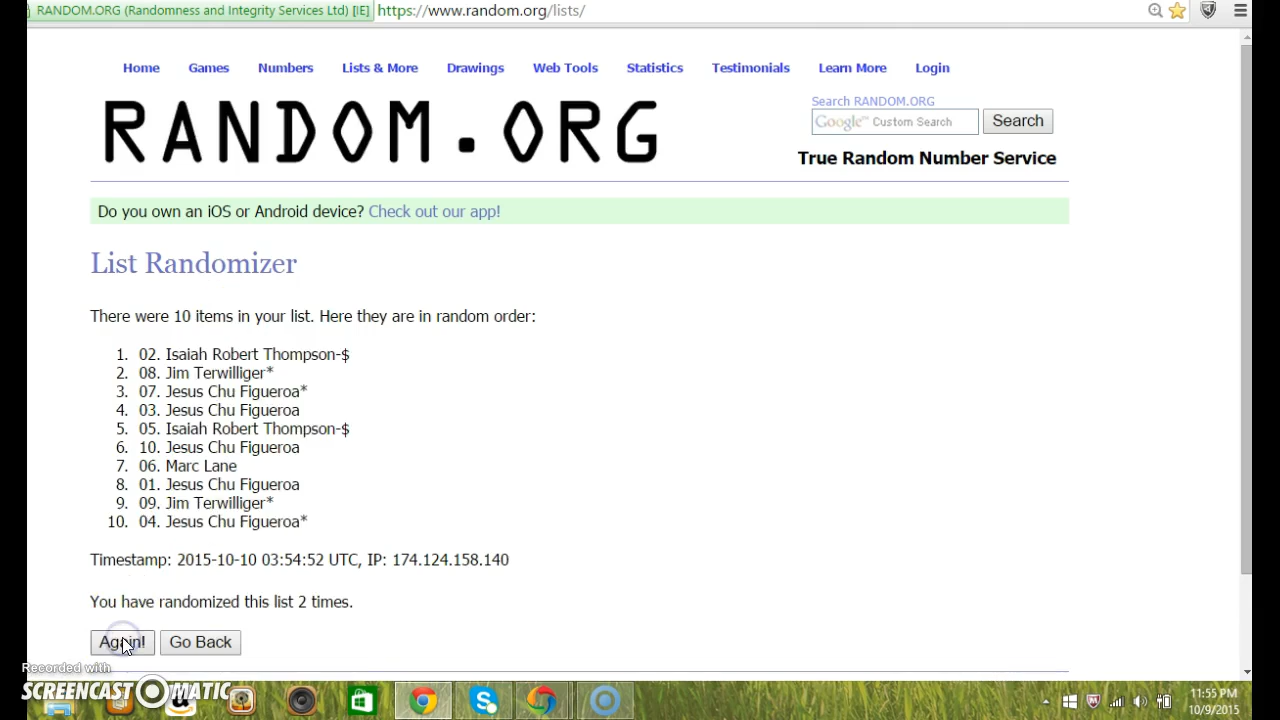 RANDOM.ORG (Randomness and Integrity Services Ltd) [IE] https://www.random.org/lists/
Home Games Numbers Lists & More Drawings Web Tools Statistics Testimonials Learn More Login
RANDOM.ORG
Search RANDOM.ORG
Google™ Custom Search Search
True Random Number Service
Do you own an iOS or Android device? Check out our app!
List Randomizer
There were 10 items in your list. Here they are in random order:
1. 02. Isaiah Robert Thompson-$
2. 08. Jim Terwilliger*
3. 07. Jesus Chu Figueroa*
4. 03. Jesus Chu Figueroa
5. 05. Isaiah Robert Thompson-$
6. 10. Jesus Chu Figueroa
7. 06. Marc Lane
8. 01. Jesus Chu Figueroa
9. 09. Jim Terwilliger*
10. 04. Jesus Chu Figueroa*
Timestamp: 2015-10-10 03:54:52 UTC, IP: 174.124.158.140
You have randomized this list 2 times.
Again! Go Back
Recorded with
SCREENCAST-O-MATIC
11:55 PM
10/9/2015